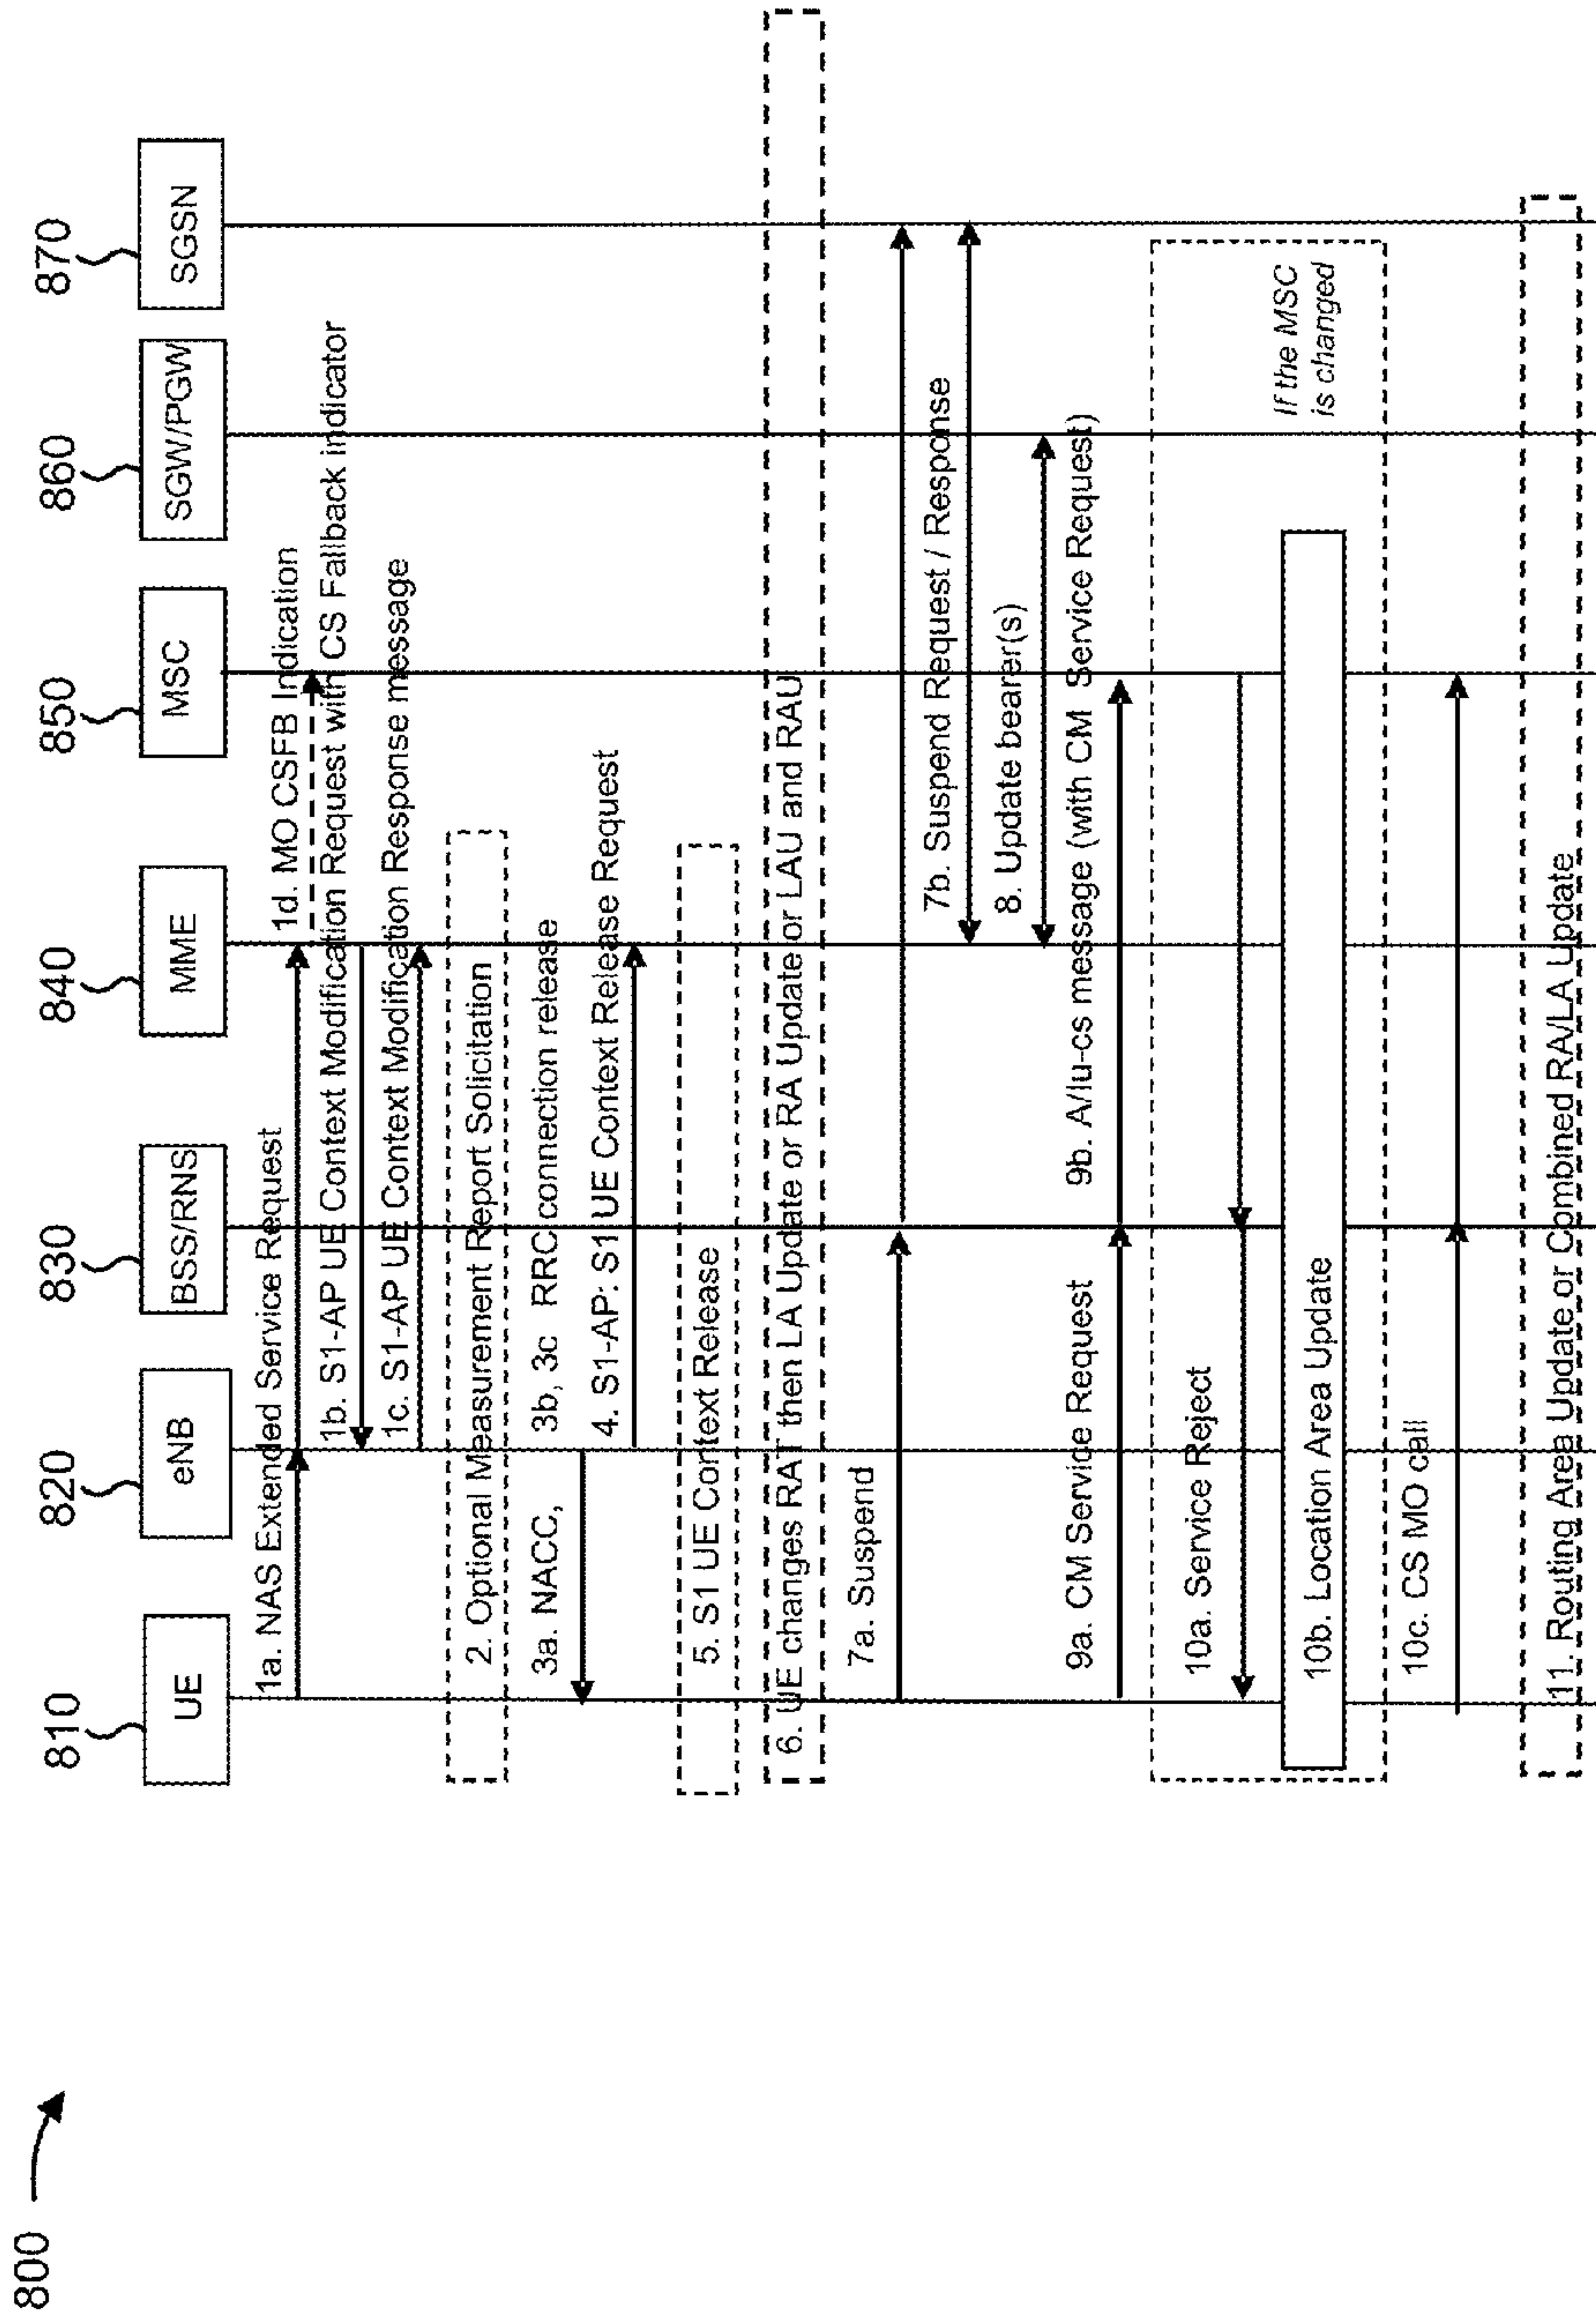 800
810
820
830
840
850
860
870
UE
eNB
BSS/RNS
MME
MSC
SGW/PGW
SGSN
1a. NAS Extended Service Request
1d. MO CSFB Indication
1b. S1-AP UE Context Modification Request with CS Fallback indicator
1c. S1-AP UE Context Modification Response message
2. Optional Measurement Report Solicitation
3a. NACC,
3b, 3c RRC connection release
4. S1-AP: S1 UE Context Release Request
5. S1 UE Context Release
6. UE changes RAT then LA Update or RA Update or LAU and RAU
7a. Suspend
7b. Suspend Request / Response
8. Update bearer(s)
9a. CM Service Request
9b. A/Iu-cs message (with CM Service Request)
10a. Service Reject
If the MSC
is changed
10b. Location Area Update
10c. CS MO call
11. Routing Area Update or Combined RA/LA Update